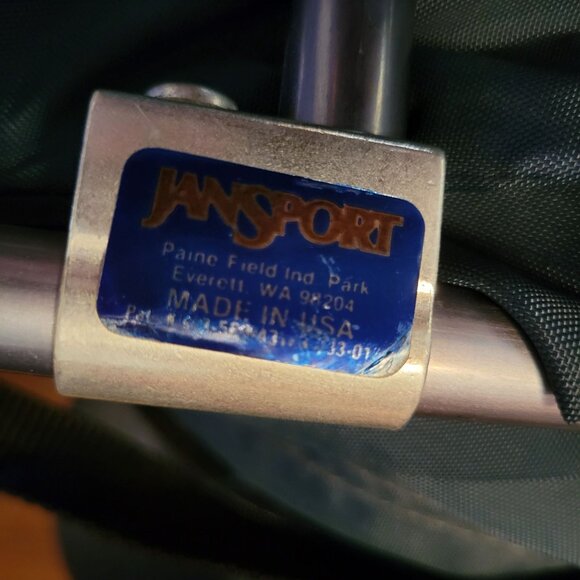 JANSPORT
Paine Field Ind. Park
Everett, WA 98204
MADE IN USA